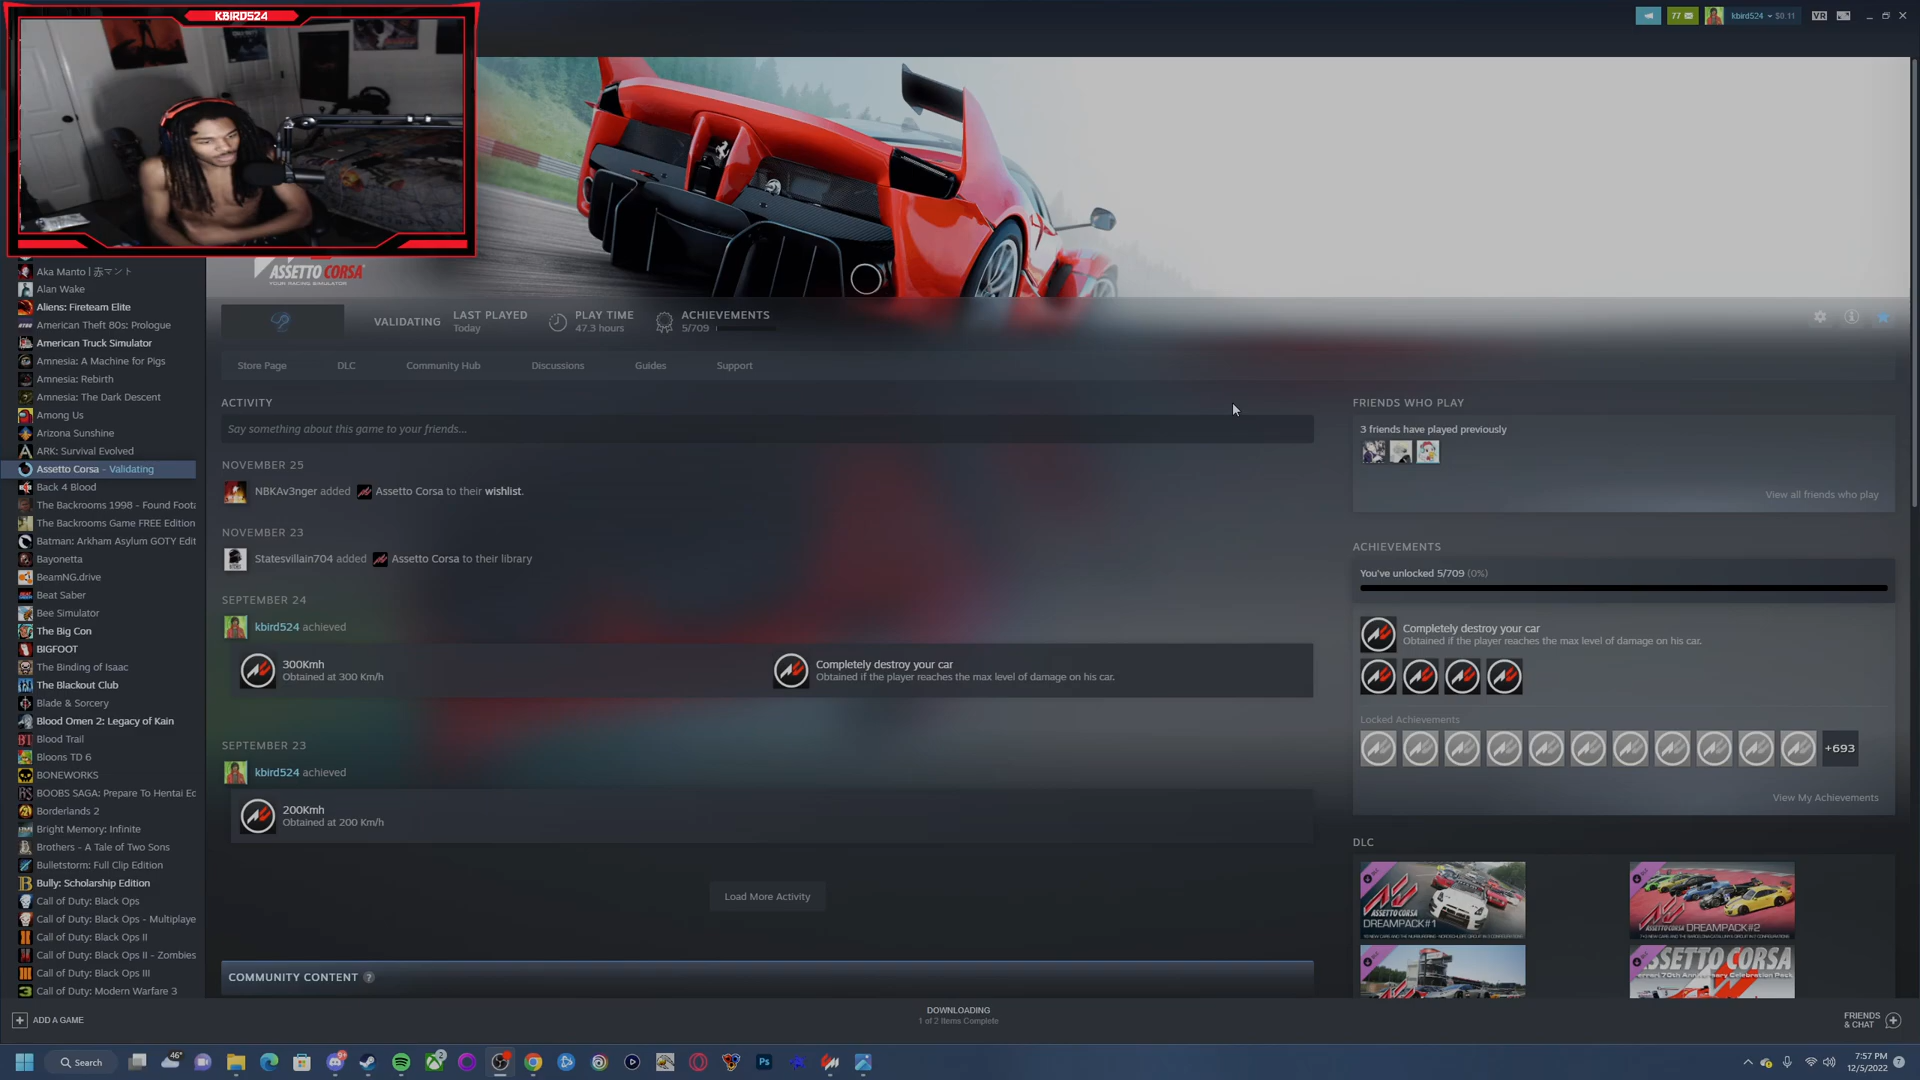 KBIRD524
77
kbird524
$0.11
VR
ASSETTO CORSA
YOUR RACING SIMULATOR
VALIDATING
LAST PLAYED
Today
PLAY TIME
47.3 hours
ACHIEVEMENTS
5/709
Store Page
DLC
Community Hub
Discussions
Guides
Support
Aka Manto | 赤マント
Alan Wake
Aliens: Fireteam Elite
American Theft 80s: Prologue
American Truck Simulator
Amnesia: A Machine for Pigs
Amnesia: Rebirth
Amnesia: The Dark Descent
Among Us
Arizona Sunshine
ARK: Survival Evolved
Assetto Corsa - Validating
Back 4 Blood
The Backrooms 1998 - Found Foota
The Backrooms Game FREE Edition
Batman: Arkham Asylum GOTY Edit
Bayonetta
BeamNG.drive
Beat Saber
Bee Simulator
The Big Con
BIGFOOT
The Binding of Isaac
The Blackout Club
Blade & Sorcery
Blood Omen 2: Legacy of Kain
Blood Trail
Bloons TD 6
BONEWORKS
BOOBS SAGA: Prepare To Hentai Ec
Borderlands 2
Bright Memory: Infinite
Brothers - A Tale of Two Sons
Bulletstorm: Full Clip Edition
Bully: Scholarship Edition
Call of Duty: Black Ops
Call of Duty: Black Ops - Multiplaye
Call of Duty: Black Ops II
Call of Duty: Black Ops II - Zombies
Call of Duty: Black Ops III
Call of Duty: Modern Warfare 3
ACTIVITY
Say something about this game to your friends...
NOVEMBER 25
NBKAv3nger added Assetto Corsa to their wishlist.
NOVEMBER 23
Statesvillain704 added Assetto Corsa to their library
SEPTEMBER 24
kbird524 achieved
300Kmh
Obtained at 300 Km/h
Completely destroy your car
Obtained if the player reaches the max level of damage on his car.
SEPTEMBER 23
kbird524 achieved
200Kmh
Obtained at 200 Km/h
Load More Activity
COMMUNITY CONTENT ?
FRIENDS WHO PLAY
3 friends have played previously
View all friends who play
ACHIEVEMENTS
You've unlocked 5/709 (0%)
Completely destroy your car
Obtained if the player reaches the max level of damage on his car.
Locked Achievements
+693
View My Achievements
DLC
ASSETTO CORSA
DREAMPACK#1
DREAMPACK#2
ASSETTO CORSA
Ferrari 70th Anniversary Celebration Pack
ADD A GAME
DOWNLOADING
1 of 2 Items Complete
FRIENDS
& CHAT
46°
Search
Ps
7:57 PM
12/5/2022